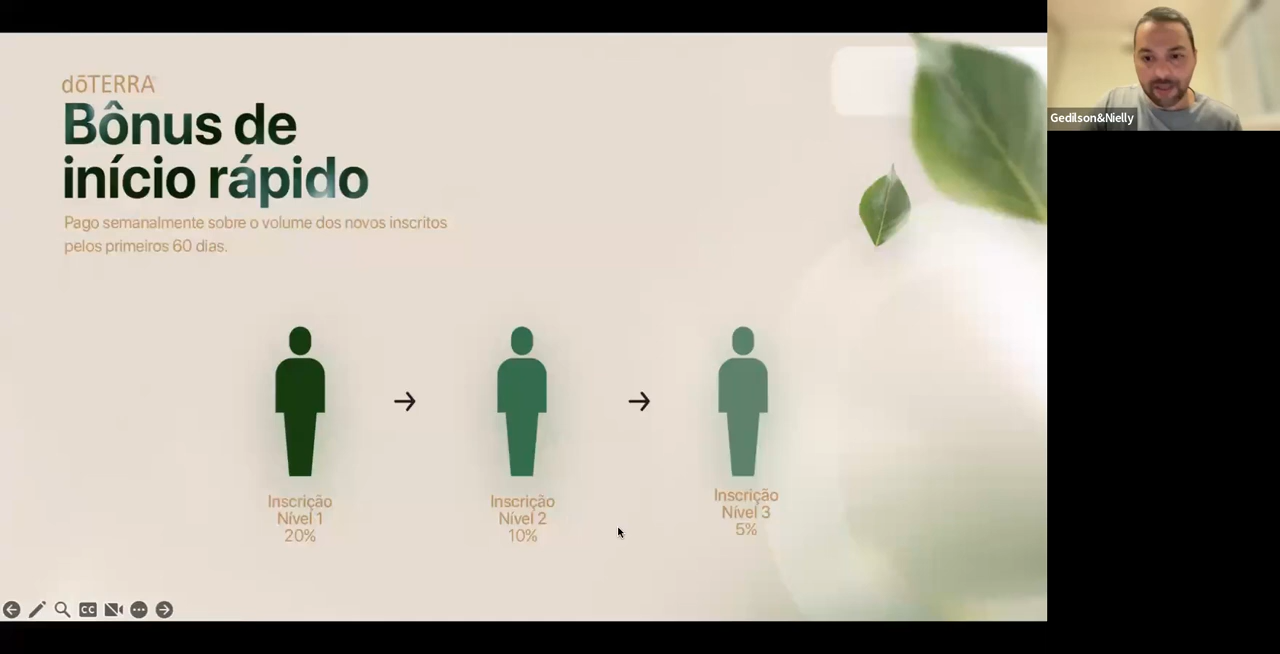 dōTERRA
Bônus de
início rápido
Pago semanalmente sobre o volume dos novos inscritos
pelos primeiros 60 dias.
Inscrição
Nível 1
20%
Inscrição
Nível 2
10%
Inscrição
Nível 3
5%
CC
Gedilson&Nielly